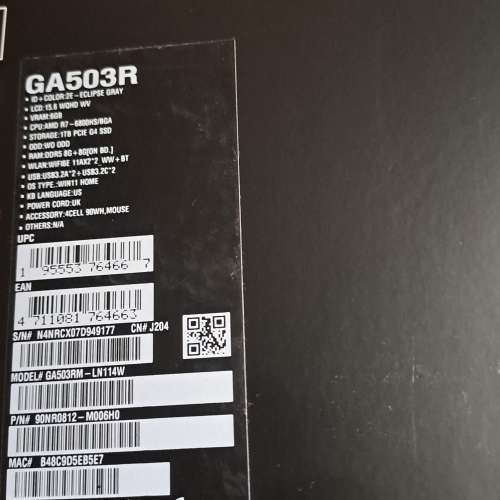 GA503R
• ID+COLOR:2E-ECLIPSE GRAY
• LCD:15.6 WQHD WV
• VRAM:6GB
• CPU:AMD R7-6800HS/BGA
• STORAGE:1TB PCIE G4 SSD
• ODD:WO ODD
• RAM:DDR5 8G+8G[ON BD.]
• WLAN:WIFI6E 11AX2*2_WW+BT
• USB:USB3.2A*2+USB3.2C*2
• OS TYPE.:WIN11 HOME
• KB LANGUAGE:US
• POWER CORD:UK
• ACCESSORY:4CELL 90WH,MOUSE
• OTHERS:N/A
UPC
1 95553 76466 7
EAN
4 711081 764663
S/N# N4NRCX07D949177 CN# J204
MODEL# GA503RM-LN114W
P/N# 90NR0812-M006H0
MAC# B48C9D5EB5E7